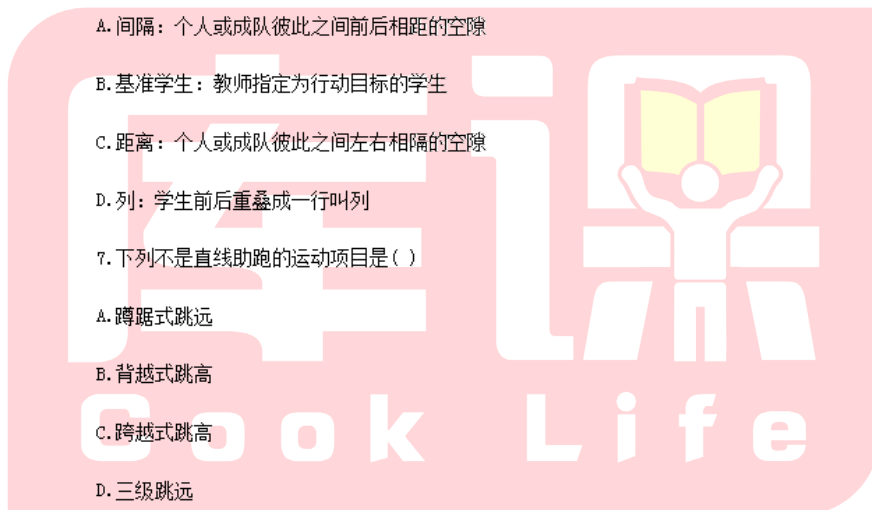 A.间隔：个人或成队彼此之间前后相距的空隙
B.基准学生：教师指定为行动目标的学生
C.距离：个人或成队彼此之间左右相隔的空隙
D.列：学生前后重叠成一行叫列
7.下列不是直线助跑的运动项目是( )
A.蹲踞式跳远
B.背越式跳高
C.跨越式跳高
D.三级跳远
库课
Cook Life